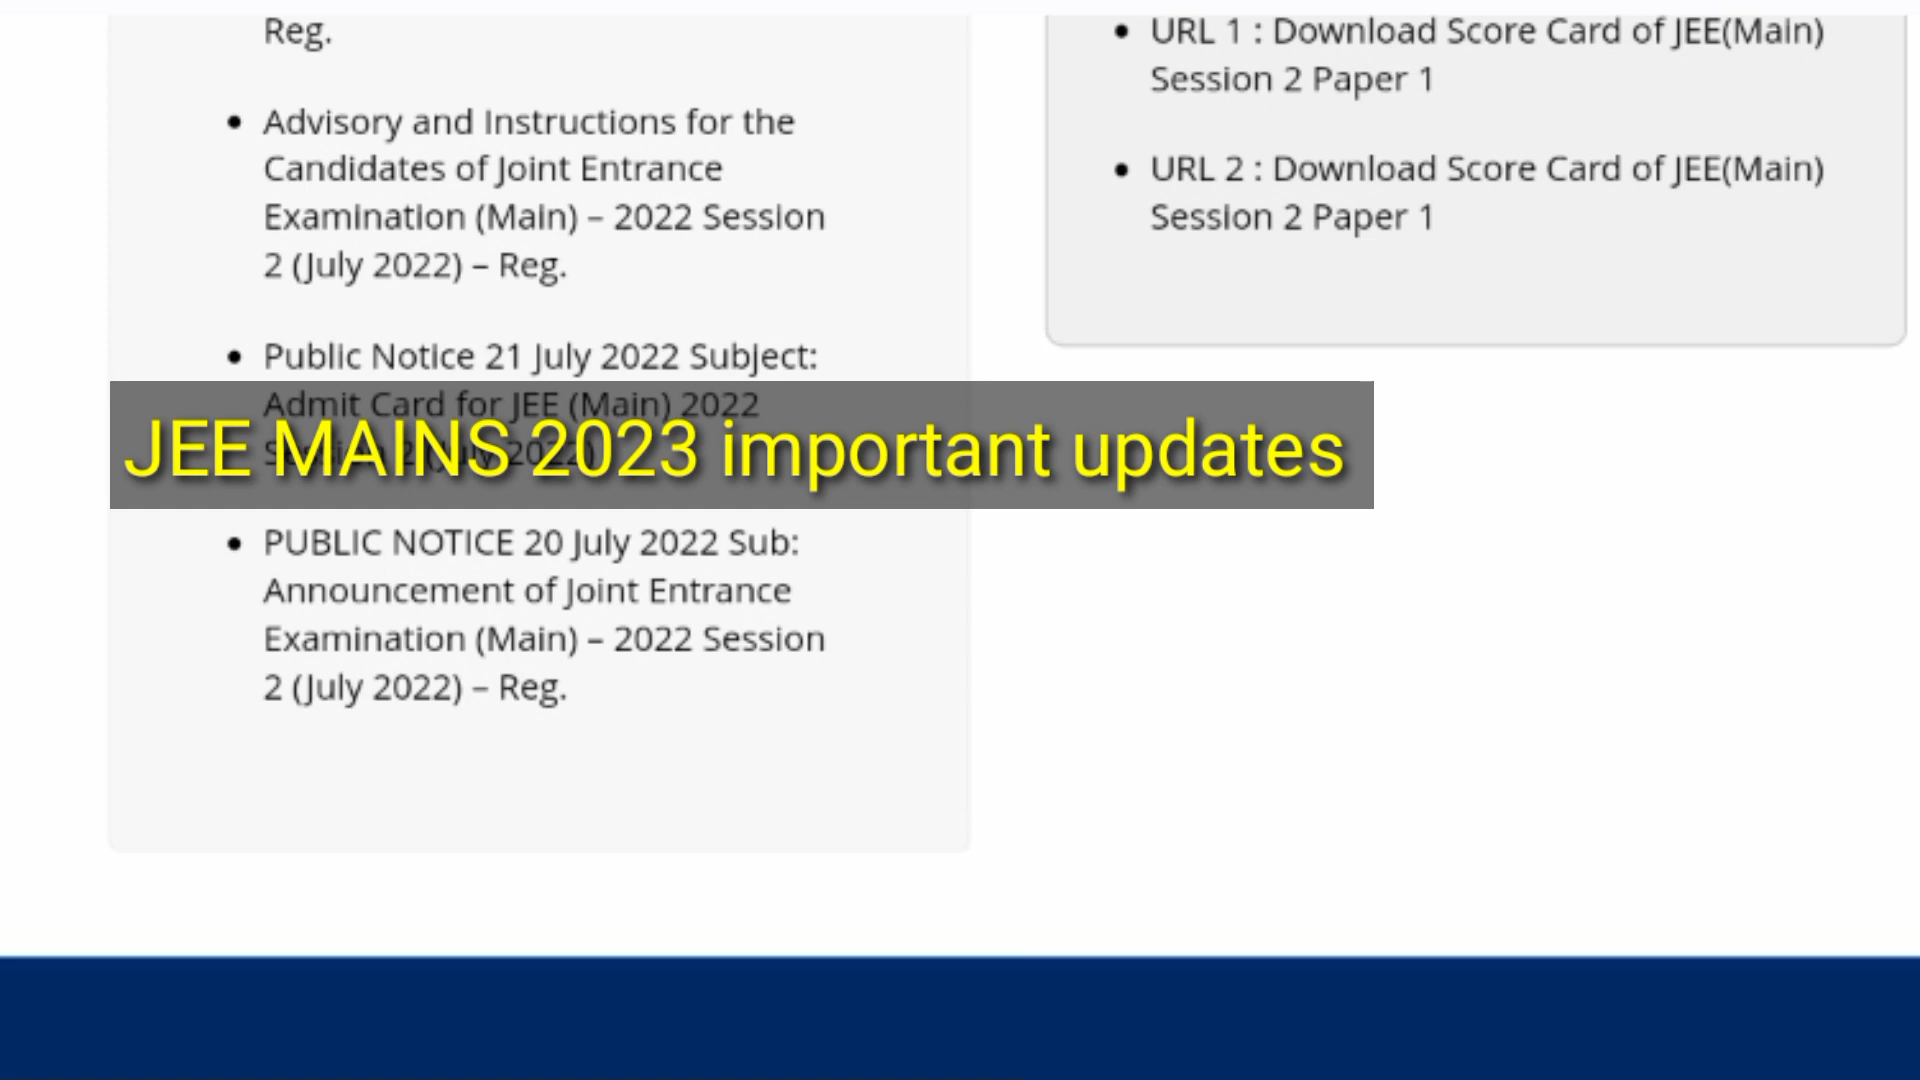 Reg.
• Advisory and Instructions for the
Candidates of Joint Entrance
Examination (Main) – 2022 Session
2 (July 2022) – Reg.
• Public Notice 21 July 2022 Subject:
Admit Card for JEE (Main) 2022
Session 2 (July 2022)
JEE MAINS 2023 important updates
• PUBLIC NOTICE 20 July 2022 Sub:
Announcement of Joint Entrance
Examination (Main) – 2022 Session
2 (July 2022) – Reg.
• URL 1 : Download Score Card of JEE(Main)
Session 2 Paper 1
• URL 2 : Download Score Card of JEE(Main)
Session 2 Paper 1